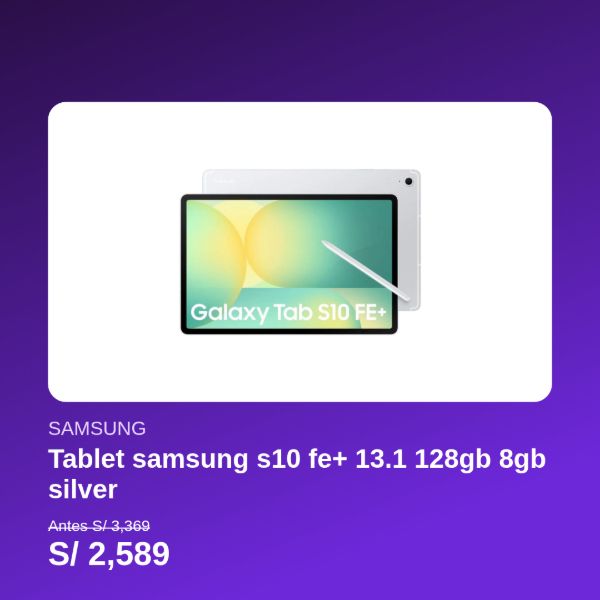 Galaxy Tab S10 FE+
SAMSUNG
Tablet samsung s10 fe+ 13.1 128gb 8gb
silver
Antes S/ 3,369
S/ 2,589